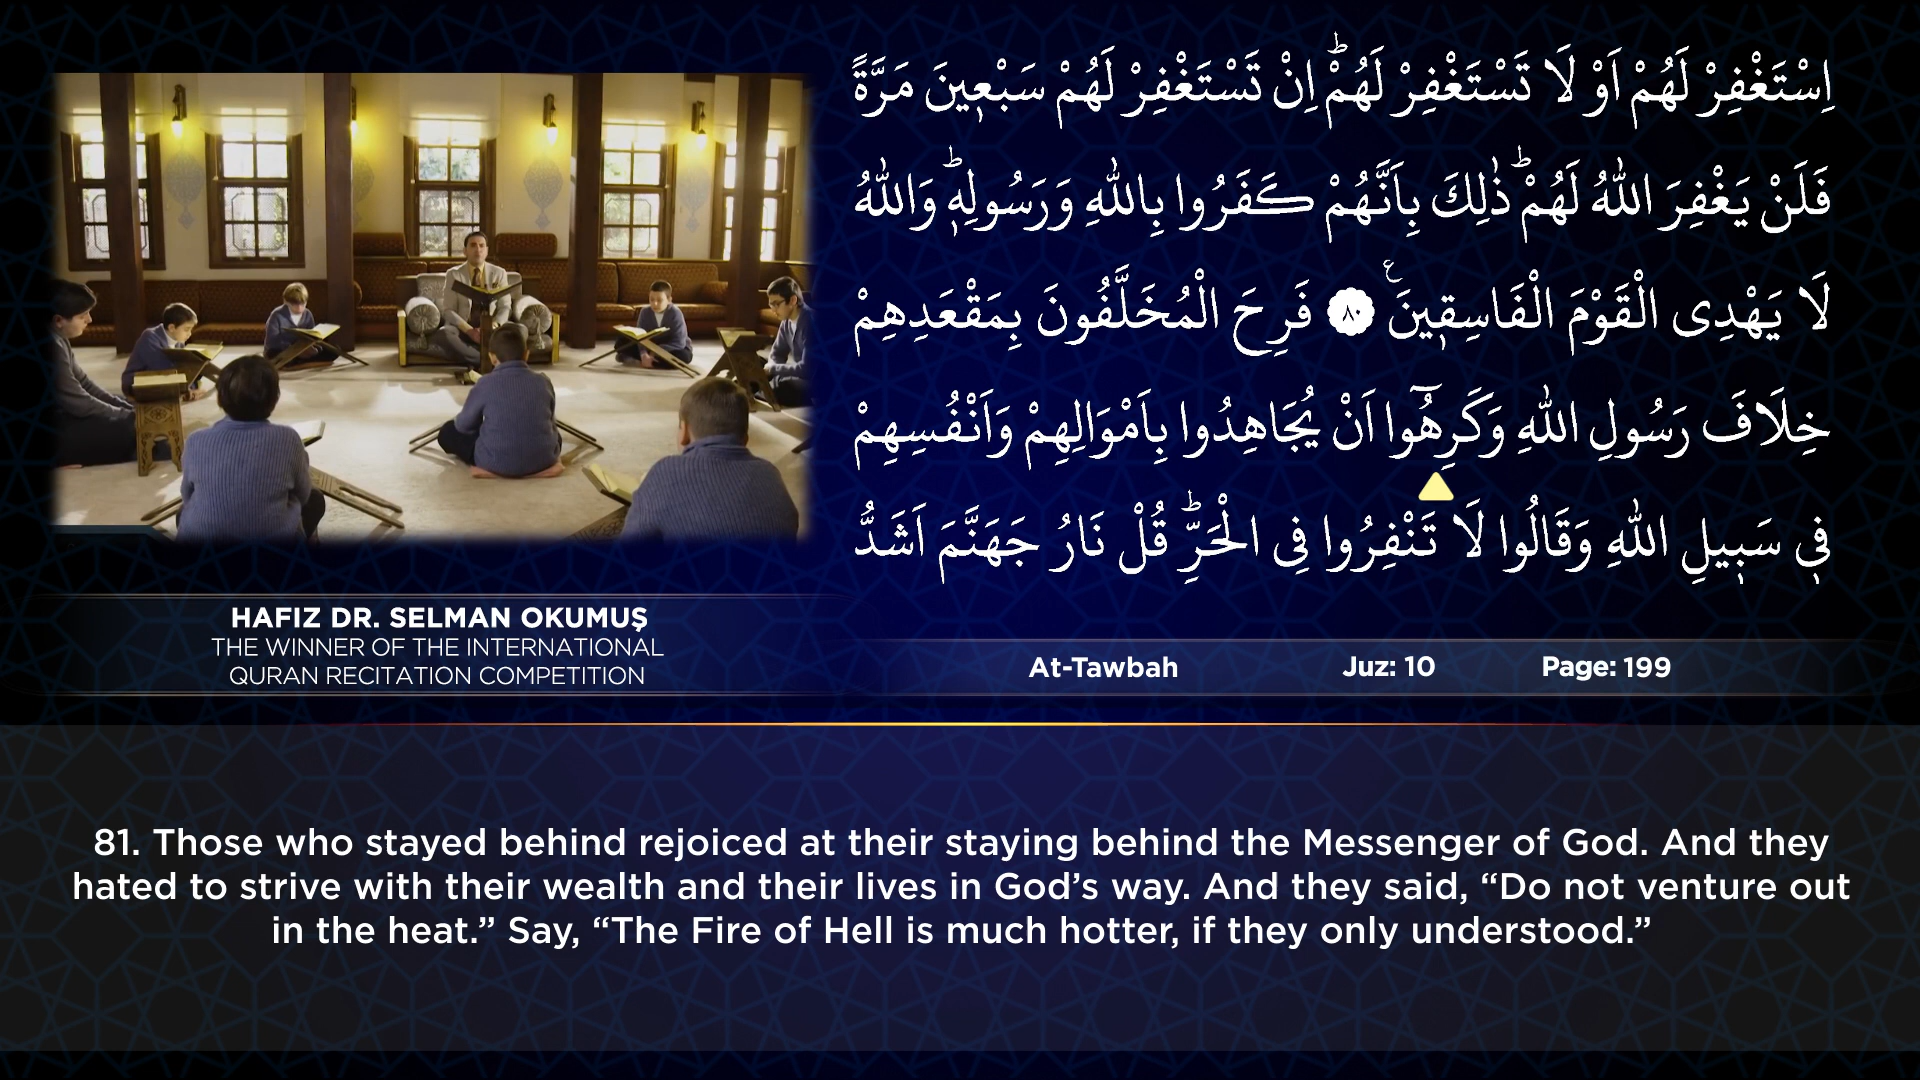 اِسْتَغْفِرْ لَهُمْ اَوْ لَا تَسْتَغْفِرْ لَهُمْۜ اِنْ تَسْتَغْفِرْ لَهُمْ سَبْع۪ينَ مَرَّةً
فَلَنْ يَغْفِرَ اللّٰهُ لَهُمْۜ ذٰلِكَ بِاَنَّهُمْ كَفَرُوا بِاللّٰهِ وَرَسُولِه۪ۜ وَاللّٰهُ
لَا يَهْدِى الْقَوْمَ الْفَاسِق۪ينَ ع ﴿٨٠﴾ فَرِحَ الْمُخَلَّفُونَ بِمَقْعَدِهِمْ
خِلَافَ رَسُولِ اللّٰهِ وَكَرِهُٓوا اَنْ يُجَاهِدُوا بِاَمْوَالِهِمْ وَاَنْفُسِهِمْ
ف۪ي سَب۪يلِ اللّٰهِ وَقَالُوا لَا تَنْفِرُوا فِى الْحَرِّۜ قُلْ نَارُ جَهَنَّمَ اَشَدُّ
HAFIZ DR. SELMAN OKUMUŞ
THE WINNER OF THE INTERNATIONAL
QURAN RECITATION COMPETITION
At-Tawbah Juz: 10 Page: 199
81. Those who stayed behind rejoiced at their staying behind the Messenger of God. And they
hated to strive with their wealth and their lives in God’s way. And they said, “Do not venture out
in the heat.” Say, “The Fire of Hell is much hotter, if they only understood.”